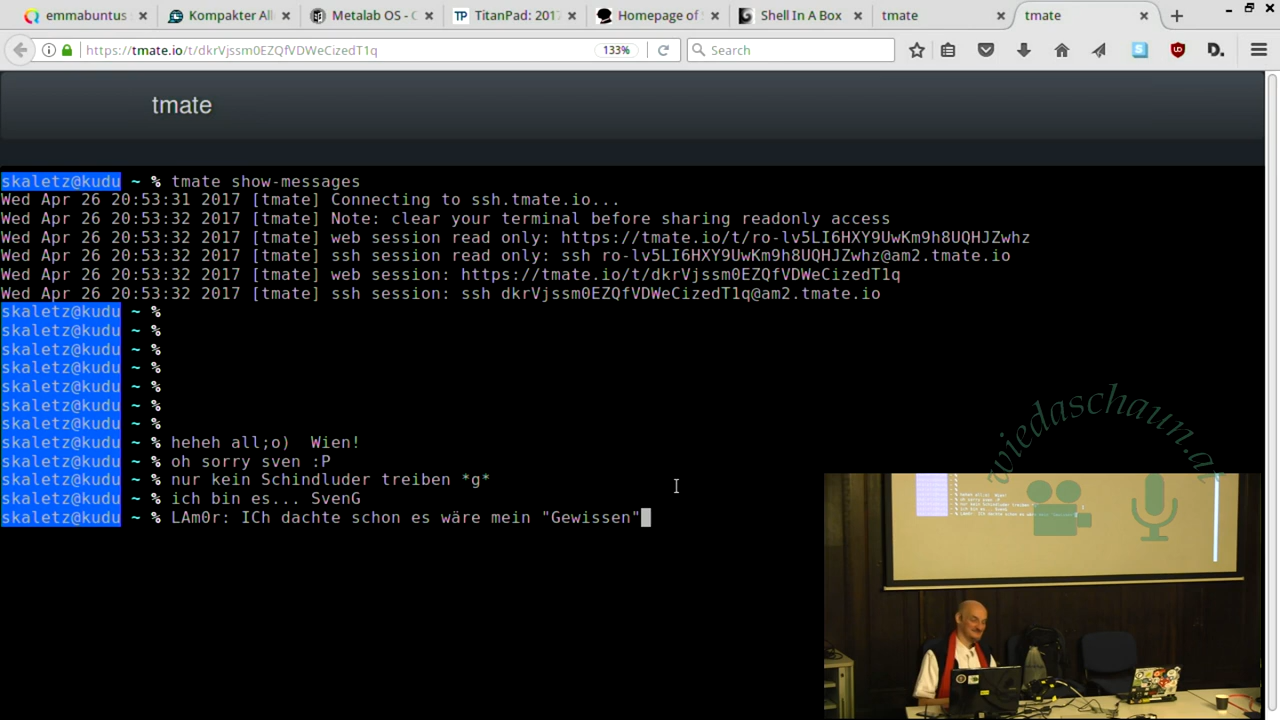 emmabuntus
Kompakter All
Metalab OS - C
TitanPad: 201
Homepage of
Shell In A Box
tmate
tmate
https://tmate.io/t/dkrVjssm0EZQfVDWeCizedT1q
133%
Search
tmate
skaletz@kudu ~ % tmate show-messages
Wed Apr 26 20:53:31 2017 [tmate] Connecting to ssh.tmate.io...
Wed Apr 26 20:53:32 2017 [tmate] Note: clear your terminal before sharing readonly access
Wed Apr 26 20:53:32 2017 [tmate] web session read only: https://tmate.io/t/ro-lv5LI6HXY9UwKm9h8UQHJZwhz
Wed Apr 26 20:53:32 2017 [tmate] ssh session read only: ssh ro-lv5LI6HXY9UwKm9h8UQHJZwhz@am2.tmate.io
Wed Apr 26 20:53:32 2017 [tmate] web session: https://tmate.io/t/dkrVjssm0EZQfVDWeCizedT1q
Wed Apr 26 20:53:32 2017 [tmate] ssh session: ssh dkrVjssm0EZQfVDWeCizedT1q@am2.tmate.io
skaletz@kudu ~ %
skaletz@kudu ~ %
skaletz@kudu ~ %
skaletz@kudu ~ %
skaletz@kudu ~ %
skaletz@kudu ~ %
skaletz@kudu ~ %
skaletz@kudu ~ % heheh all;o)  Wien!
skaletz@kudu ~ % oh sorry sven :P
skaletz@kudu ~ % nur kein Schindluder treiben *g*
skaletz@kudu ~ % ich bin es... SvenG
skaletz@kudu ~ % LAm0r: ICh dachte schon es wäre mein "Gewissen"
wiedaschaun.at